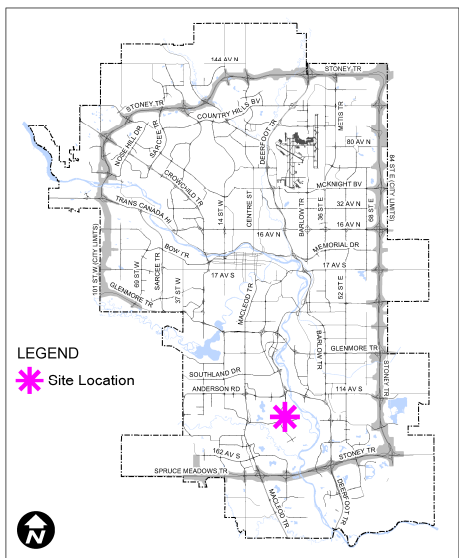 144 AV N
STONEY TR
STONEY TR
COUNTRY HILLS BV
METIS TR
NOSE HILL DR
SARCEE TR
DEERFOOT TR
80 AV N
CROWCHILD TR
MCKNIGHT BV
84 ST E (CITY LIMITS)
TRANS CANADA HI
14 ST W
CENTRE ST
BARLOW TR
36 ST E
32 AV N
68 ST E
16 AV N
16 AV N
101 ST W (CITY LIMITS)
BOW TR
MEMORIAL DR
69 ST W
SARCEE TR
37 ST W
17 AV S
17 AV S
52 ST E
GLENMORE TR
MACLEOD TR
BARLOW TR
GLENMORE TR
LEGEND
Site Location
SOUTHLAND DR
ANDERSON RD
114 AV S
STONEY TR
162 AV S
STONEY TR
SPRUCE MEADOWS TR
MACLEOD TR
DEERFOOT TR
N